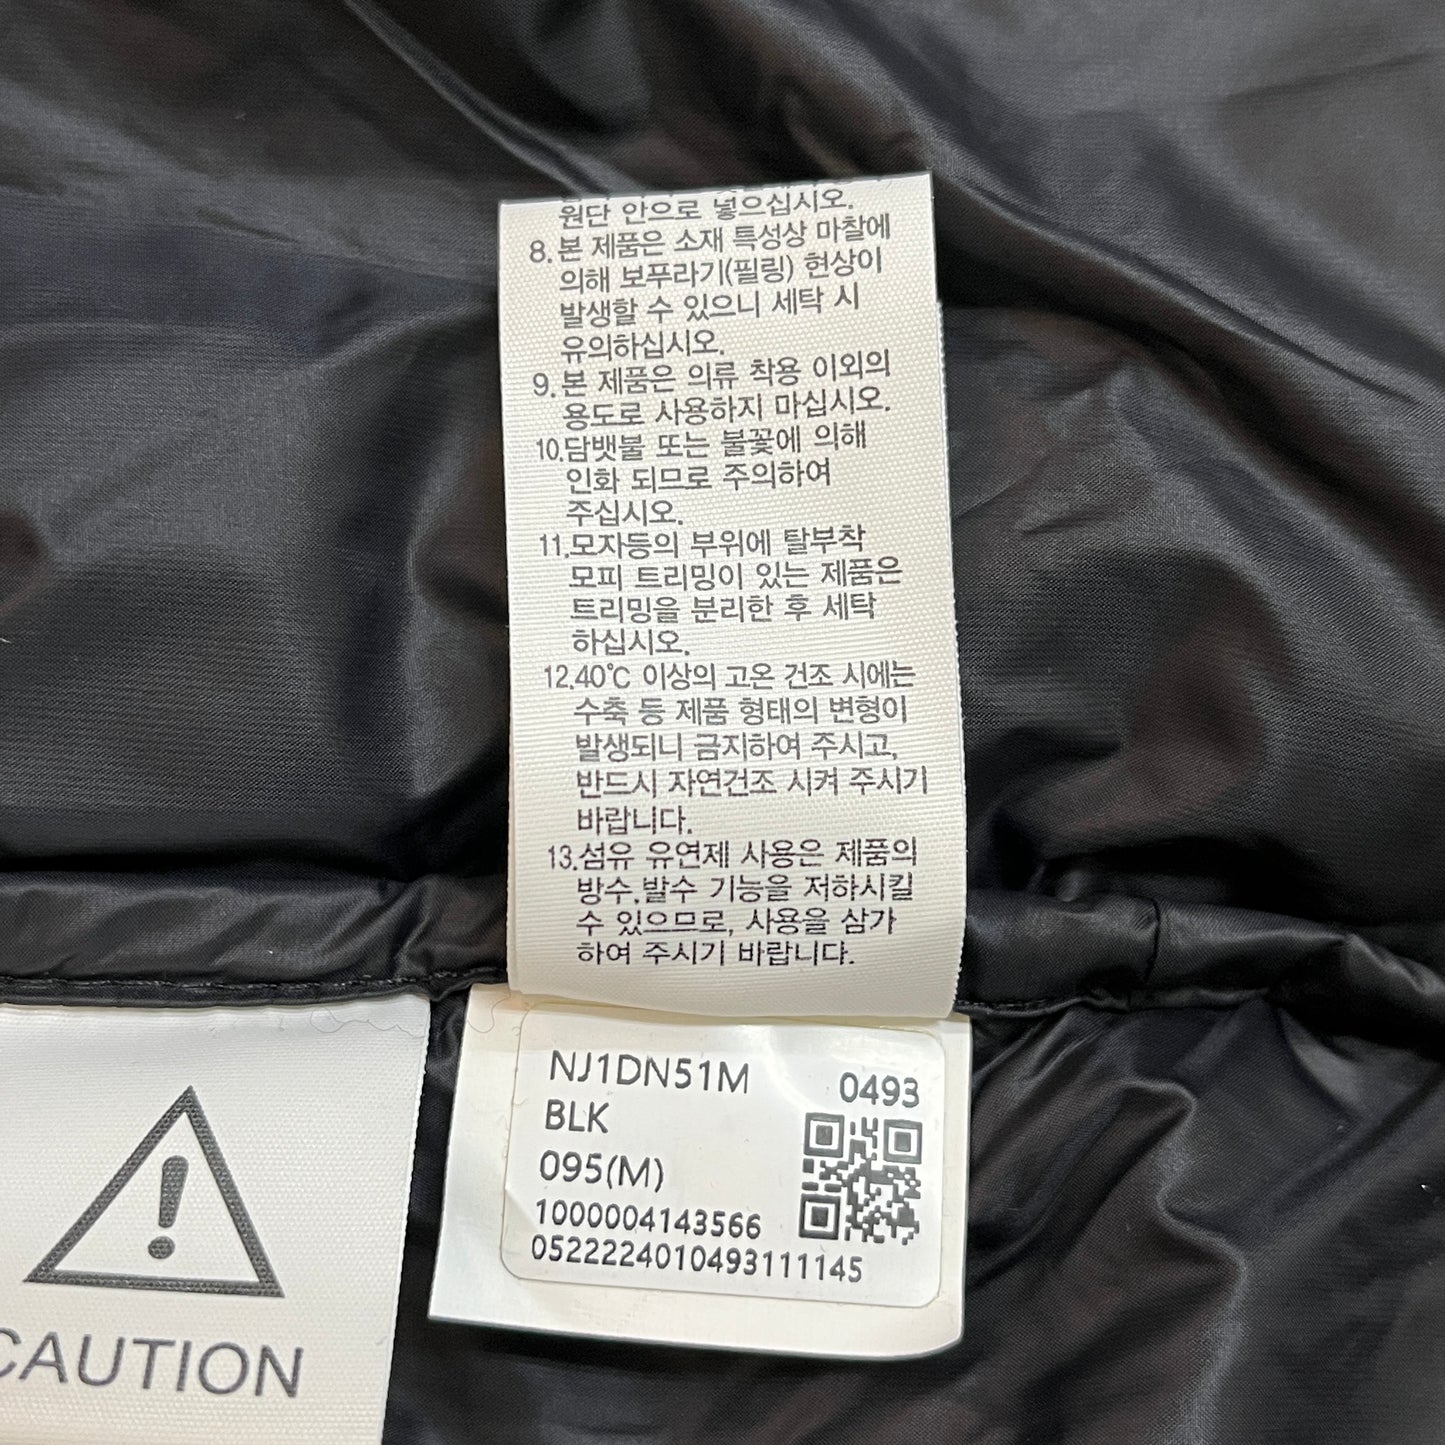 원단 안으로 넣으십시오.
8. 본 제품은 소재 특성상 마찰에
의해 보푸라기(필링) 현상이
발생할 수 있으니 세탁 시
유의하십시오.
9. 본 제품은 의류 착용 이외의
용도로 사용하지 마십시오.
10. 담뱃불 또는 불꽃에 의해
인화 되므로 주의하여
주십시오.
11. 모자등의 부위에 탈부착
모피 트리밍이 있는 제품은
트리밍을 분리한 후 세탁
하십시오.
12. 40℃ 이상의 고온 건조 시에는
수축 등 제품 형태의 변형이
발생되니 금지하여 주시고,
반드시 자연건조 시켜 주시기
바랍니다.
13. 섬유 유연제 사용은 제품의
방수.발수 기능을 저하시킬
수 있으므로, 사용을 삼가
하여 주시기 바랍니다.
NJ1DN51M 0493
BLK
095(M)
1000004143566
0522224010493111145
CAUTION